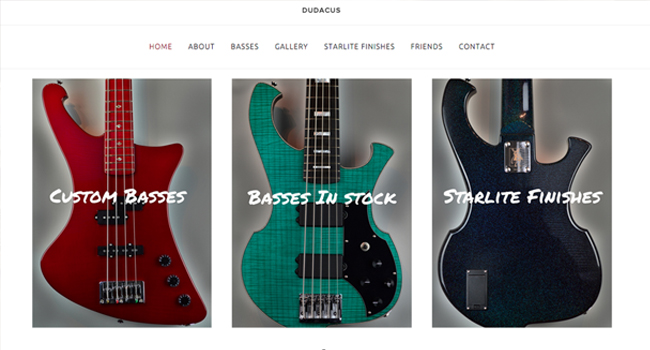 DUDACUS
HOME ABOUT BASSES GALLERY STARLITE FINISHES FRIENDS CONTACT
Custom Basses Basses In stock Starlite Finishes